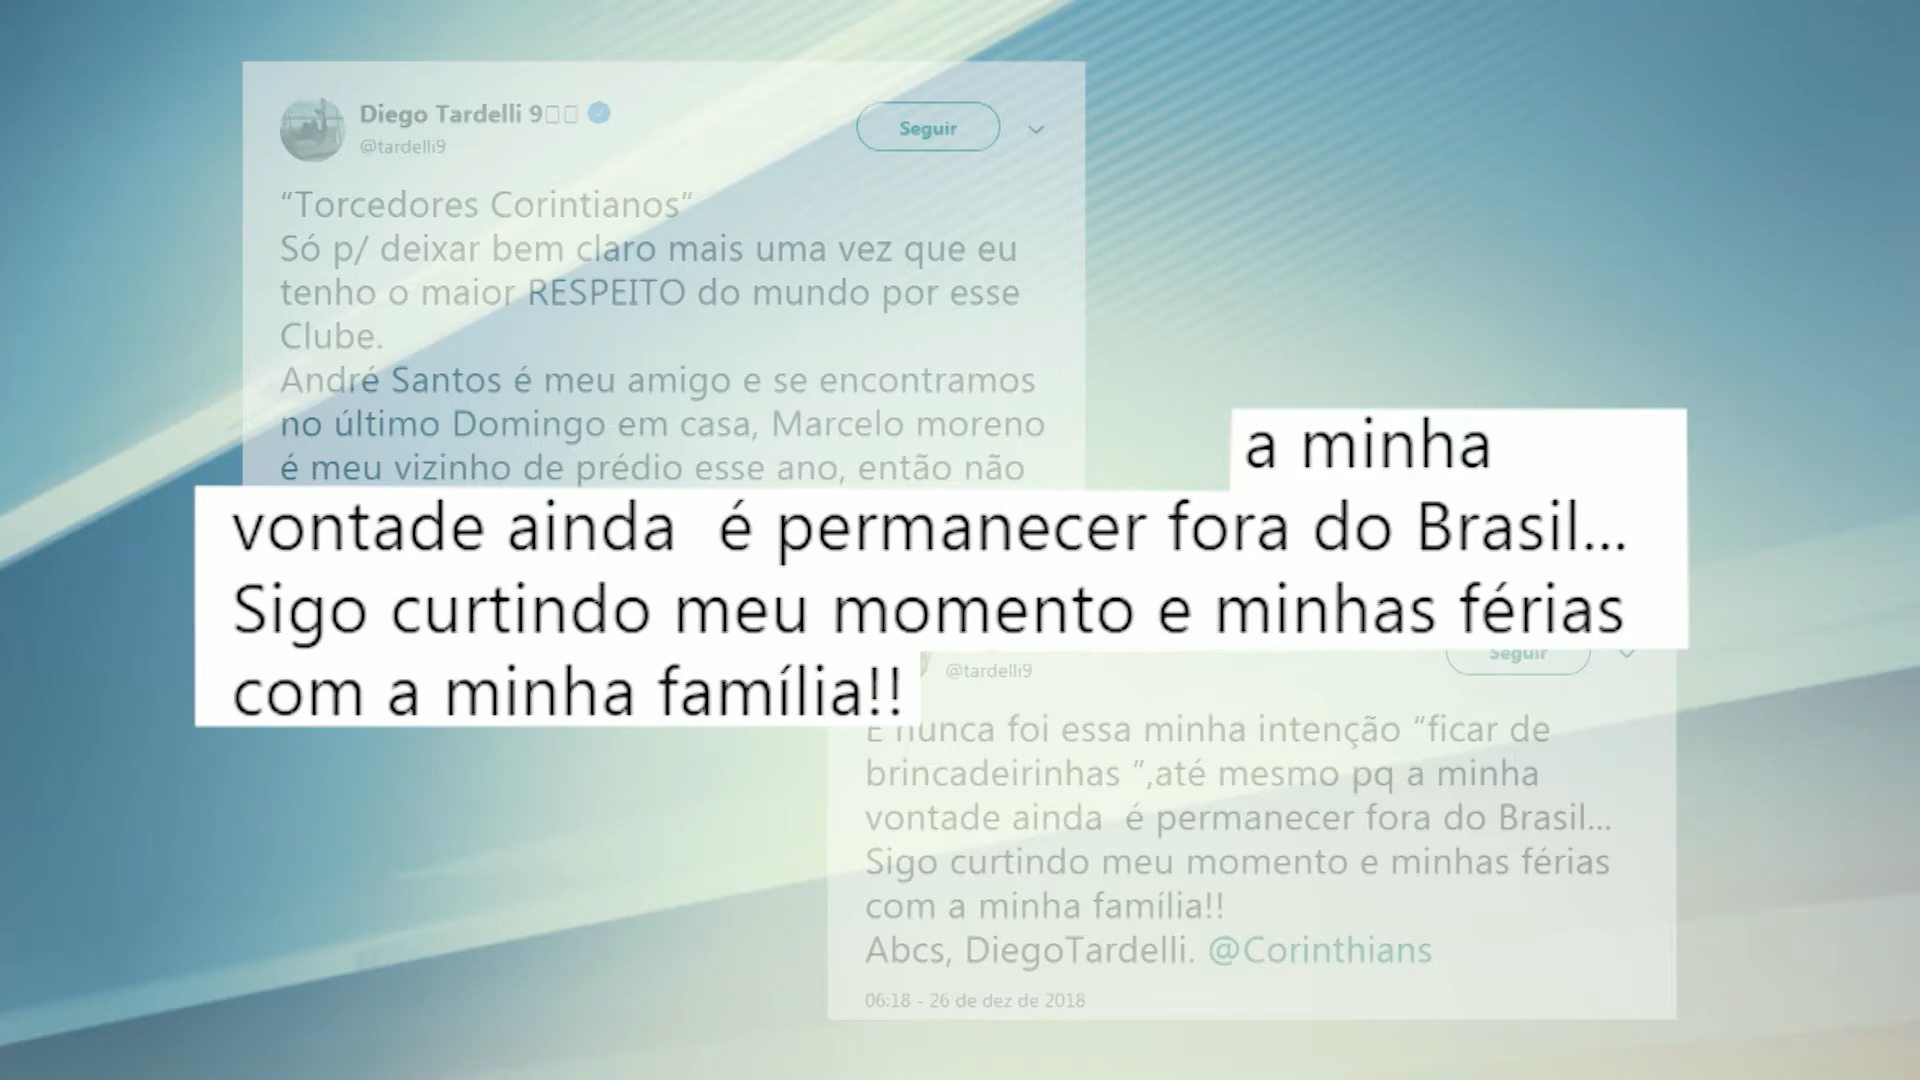 Diego Tardelli 9
@tardelli9
Seguir
“Torcedores Corintianos”
Só p/ deixar bem claro mais uma vez que eu
tenho o maior RESPEITO do mundo por esse
Clube.
André Santos é meu amigo e se encontramos
no último Domingo em casa, Marcelo moreno
é meu vizinho de prédio esse ano, então não
a minha
vontade ainda  é permanecer fora do Brasil...
Sigo curtindo meu momento e minhas férias
com a minha família!!
@tardelli9
Seguir
E nunca foi essa minha intenção “ficar de
brincadeirinhas ”,até mesmo pq a minha
vontade ainda  é permanecer fora do Brasil...
Sigo curtindo meu momento e minhas férias
com a minha família!!
Abcs, DiegoTardelli. @Corinthians
06:18 - 26 de dez de 2018